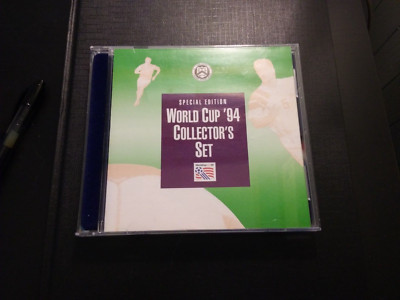 SPECIAL EDITION
WORLD CUP '94
COLLECTOR'S
SET